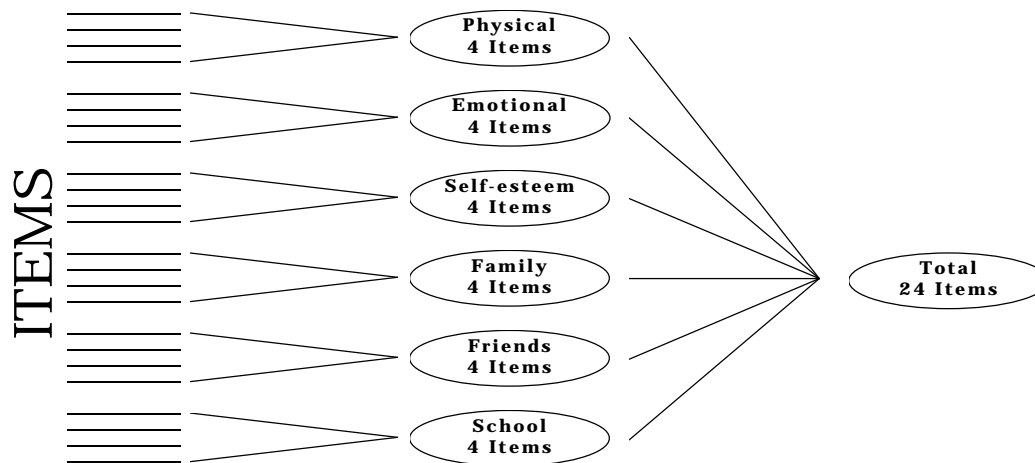 ITEMS
Physical
4 Items
Emotional
4 Items
Self-esteem
4 Items
Family
4 Items
Friends
4 Items
School
4 Items
Total
24 Items